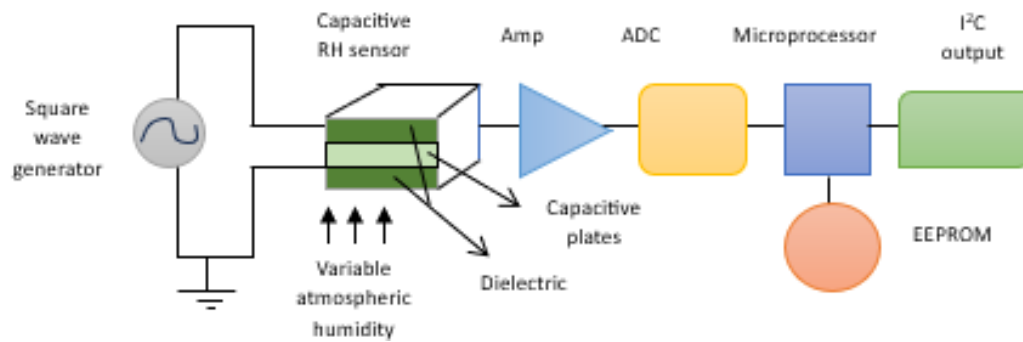 Capacitive
RH sensor
Amp
ADC
Microprocessor
I²C
output
Square
wave
generator
Capacitive
plates
EEPROM
Dielectric
Variable
atmospheric
humidity